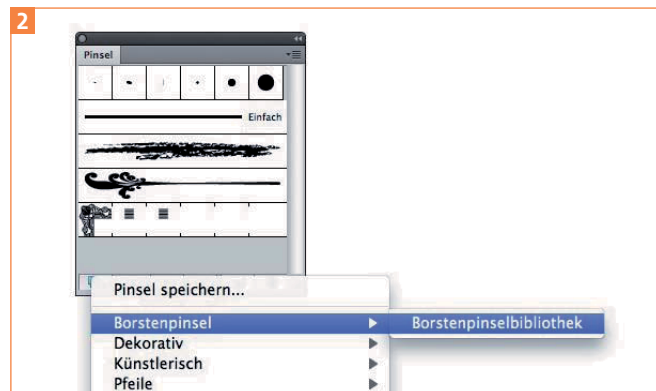 2
Pinsel
Einfach
Pinsel speichern...
Borstenpinsel
Borstenpinselbibliothek
Dekorativ
Künstlerisch
Pfeile